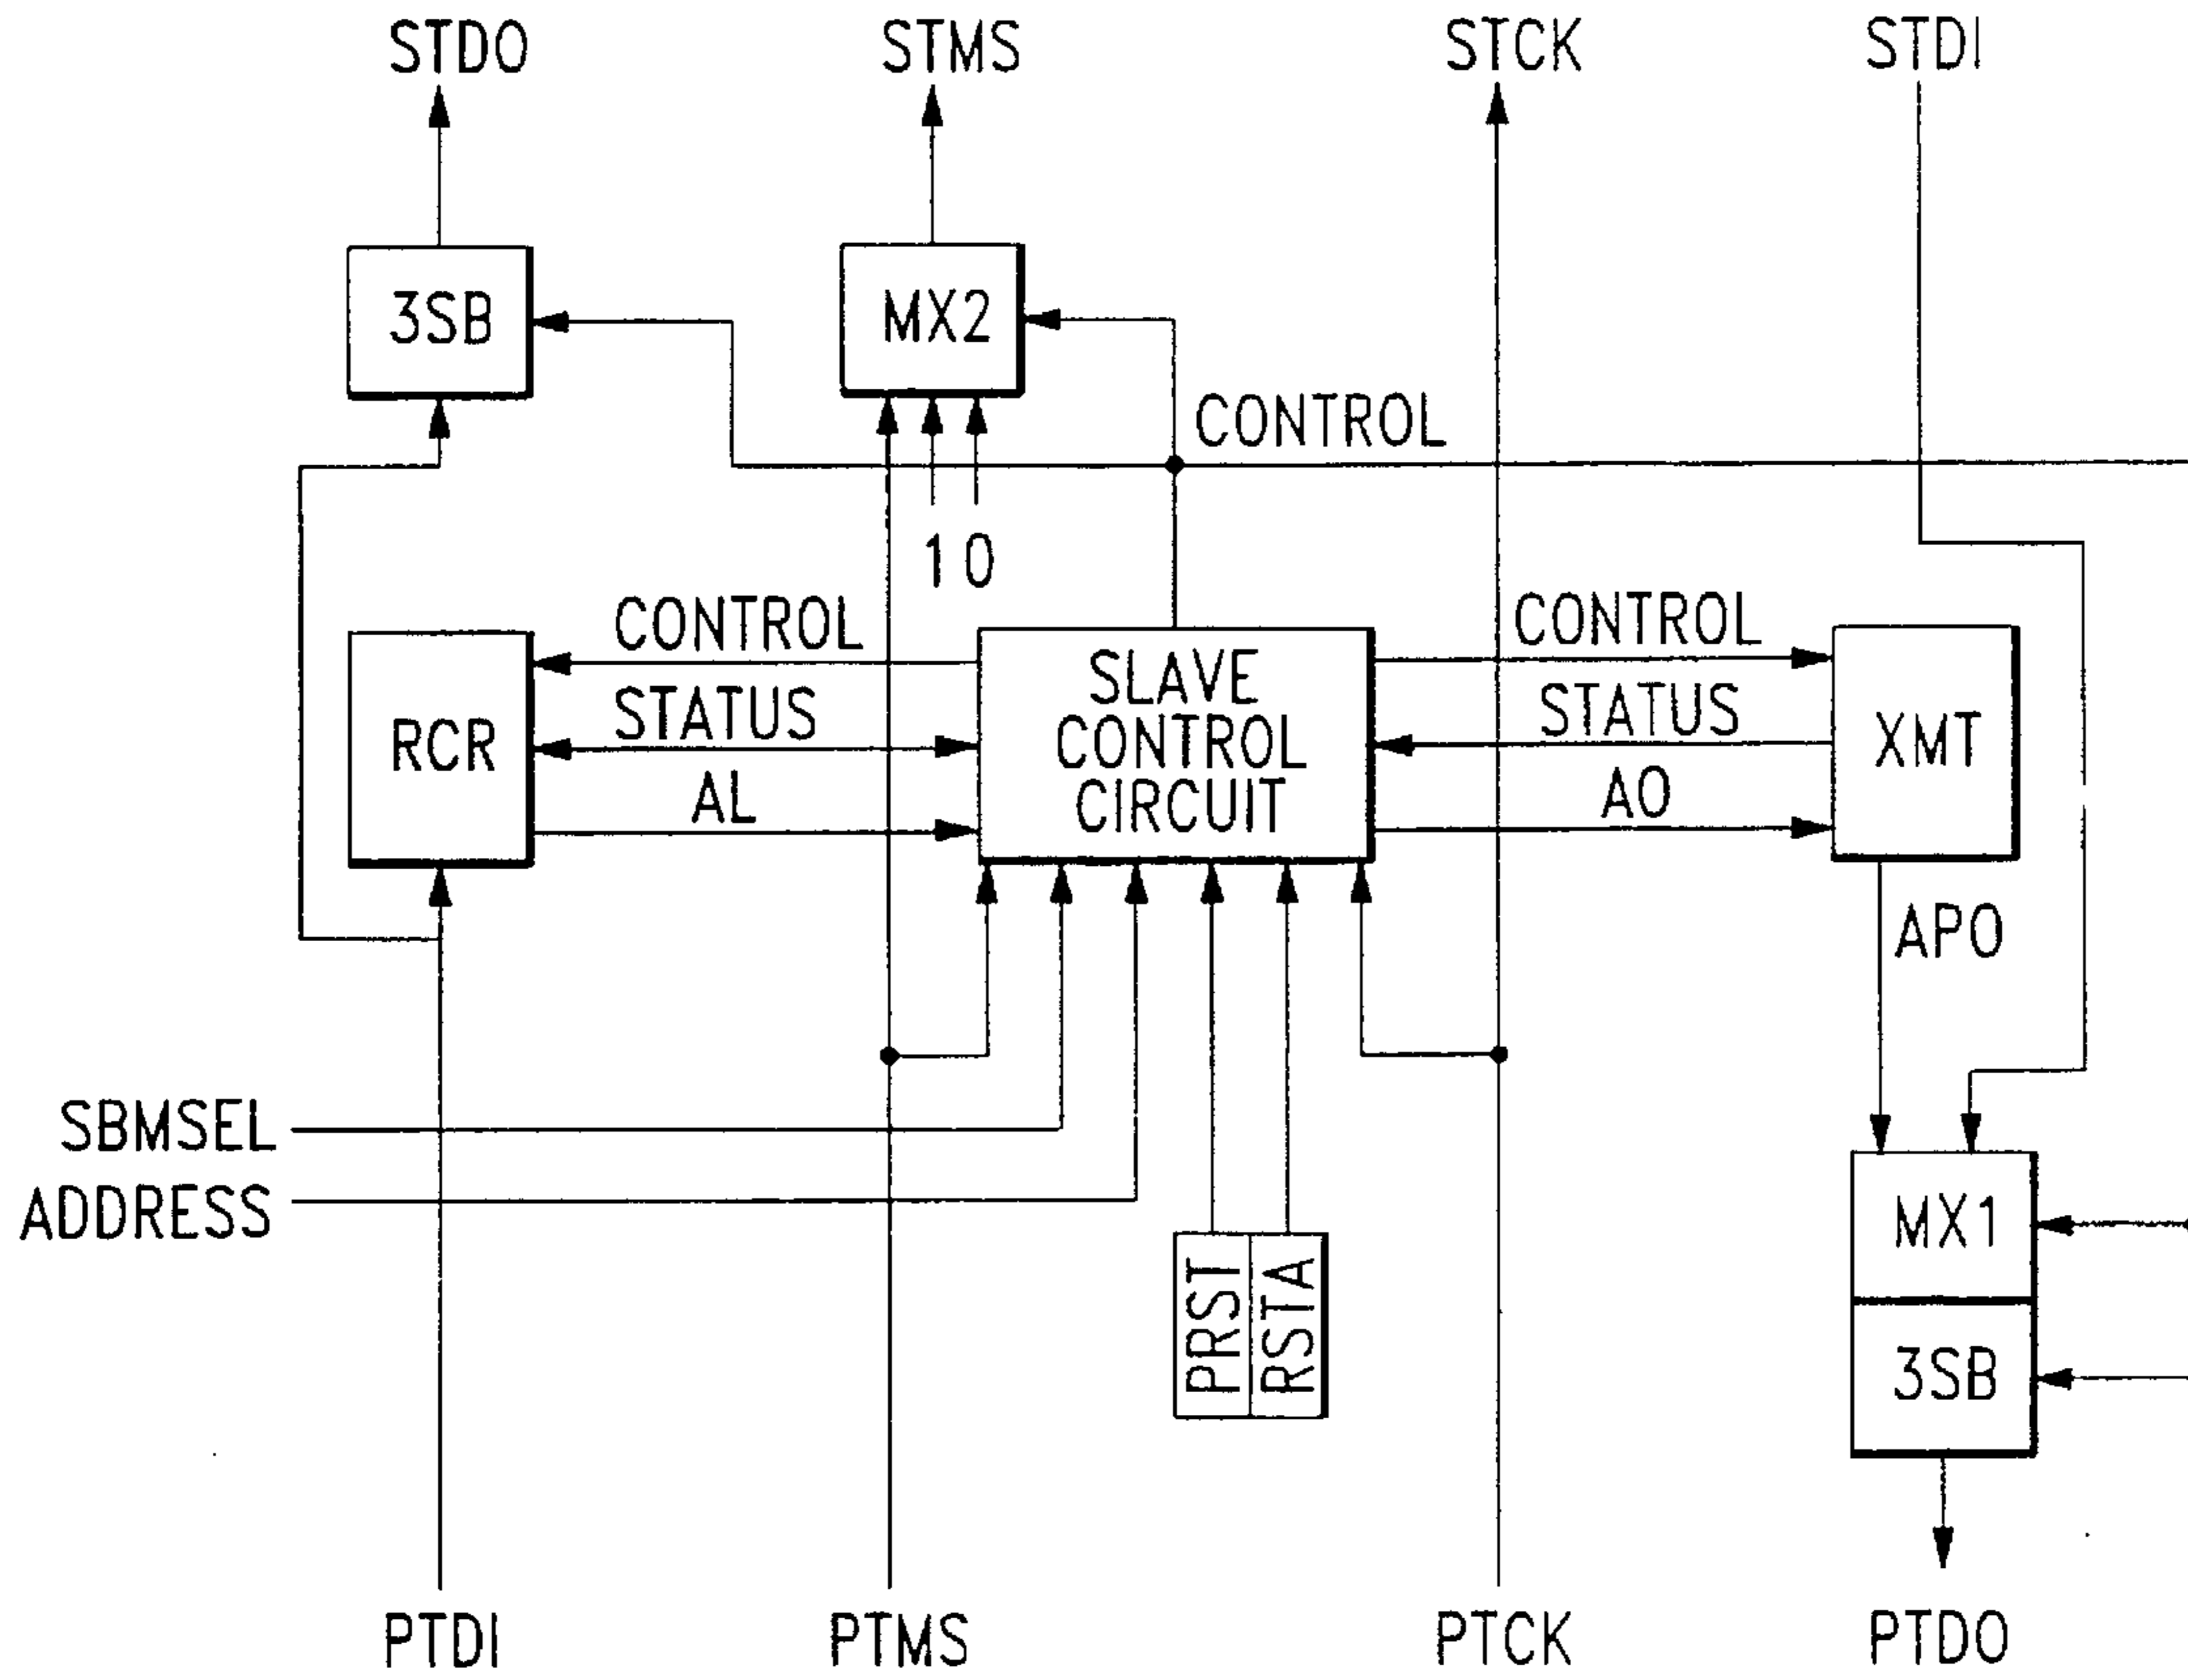 STDO
STMS
STCK
STDI
3SB
MX2
CONTROL
1 0
CONTROL
CONTROL
STATUS
STATUS
AL
AO
RCR
SLAVE
CONTROL
CIRCUIT
XMT
APO
SBMSEL
ADDRESS
PRST
RSTA
MX1
3SB
PTDI
PTMS
PTCK
PTDO